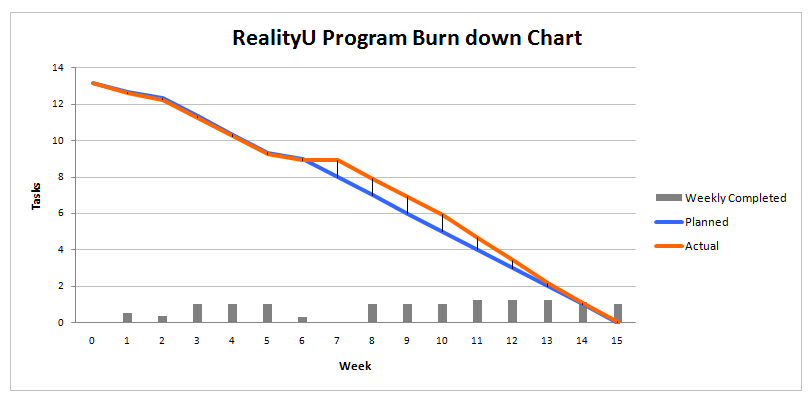 RealityU Program Burn down Chart
14
12
10
8
6
4
2
0
Tasks
0 1 2 3 4 5 6 7 8 9 10 11 12 13 14 15
Week
Weekly Completed
Planned
Actual